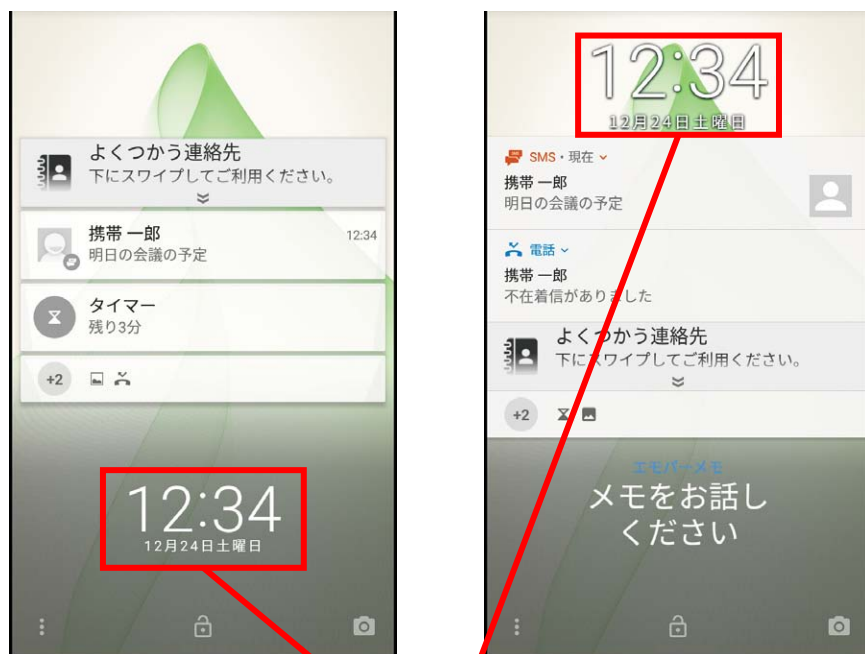 よくつかう連絡先
下にスワイプしてご利用ください。
携帯 一郎
12:34
明日の会議の予定
タイマー
残り3分
+2
12:34
12月24日土曜日
12:34
12月24日土曜日
SMS・現在
携帯 一郎
明日の会議の予定
電話
携帯 一郎
不在着信がありました
よくつかう連絡先
下にスワイプしてご利用ください。
+2
エモパーメモ
メモをお話し
ください